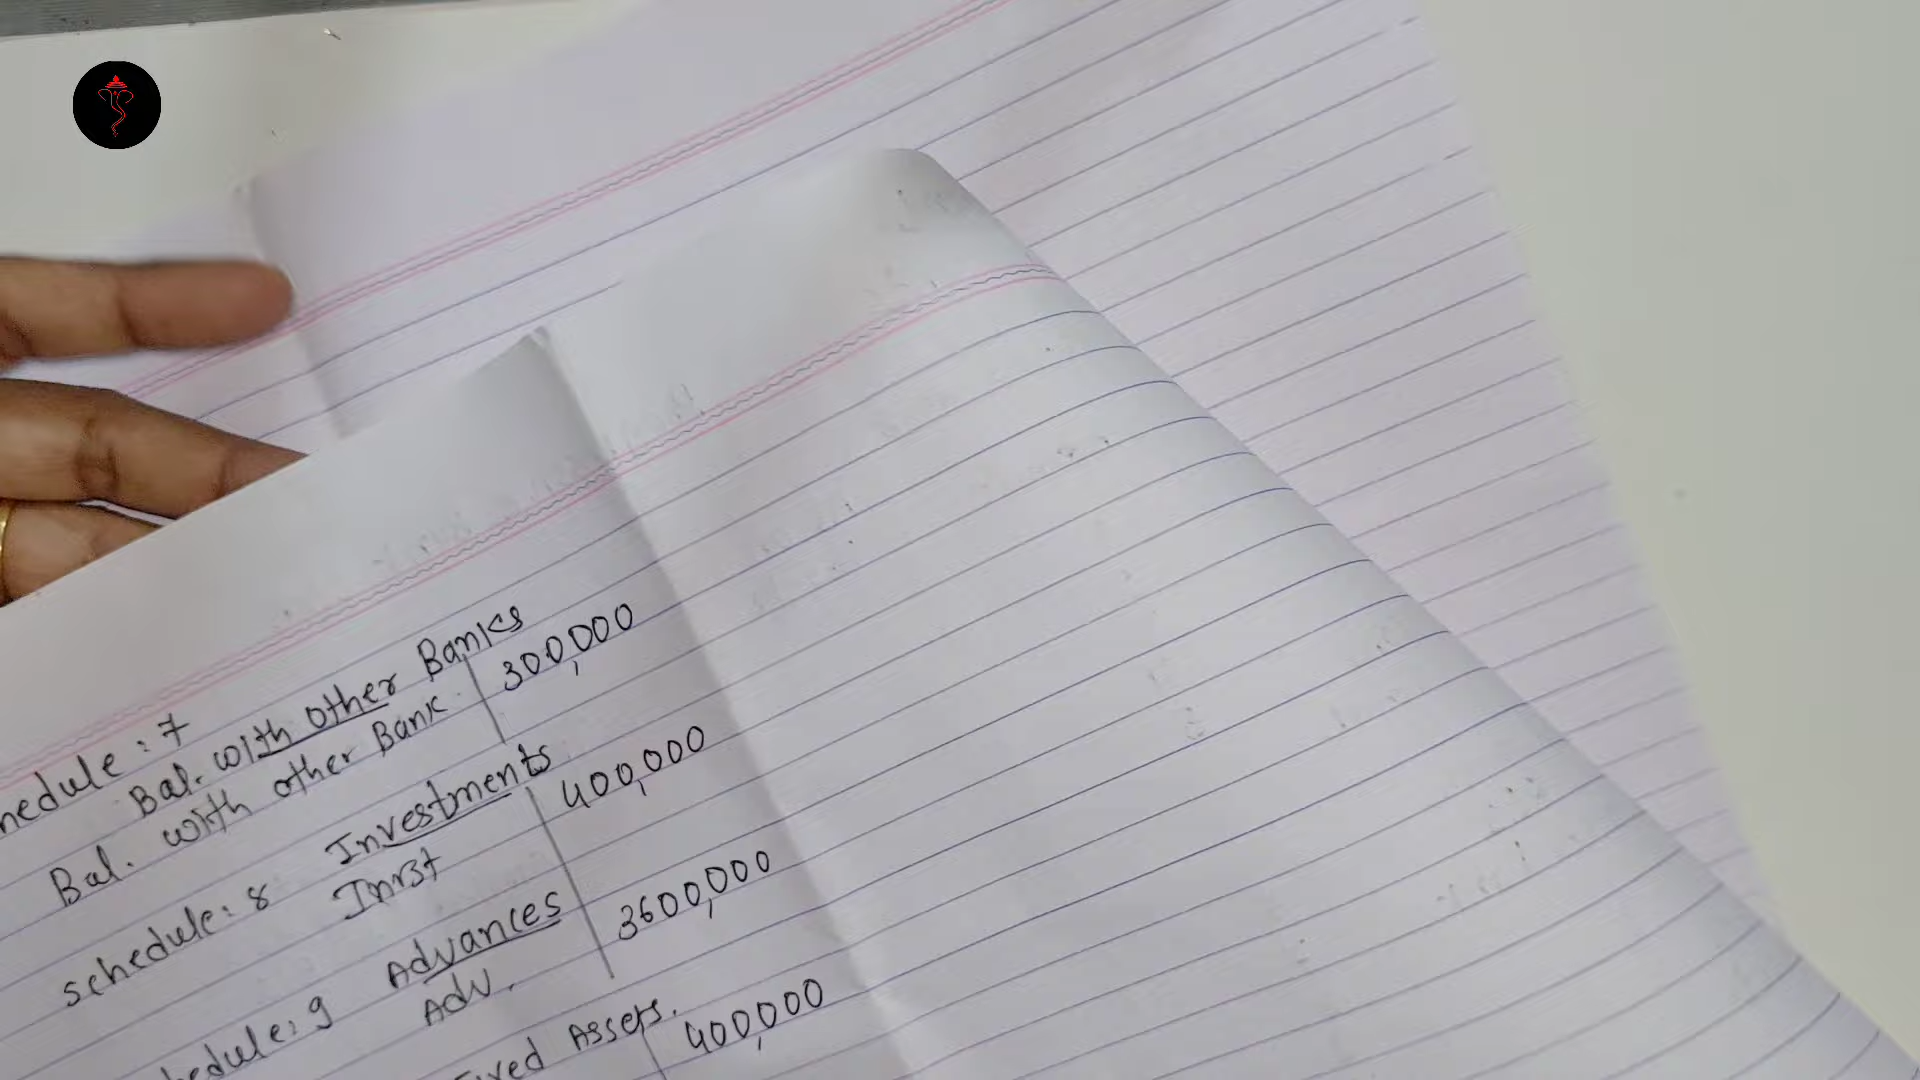 hedule: 7
Bal. with other Banks
Bal. with other Bank. 300,000
schedule: 8 Investments
Invst 400,000
hedule: 9 Advances
Adv. 3600,000
hedule:
ixed Assets.
400,000